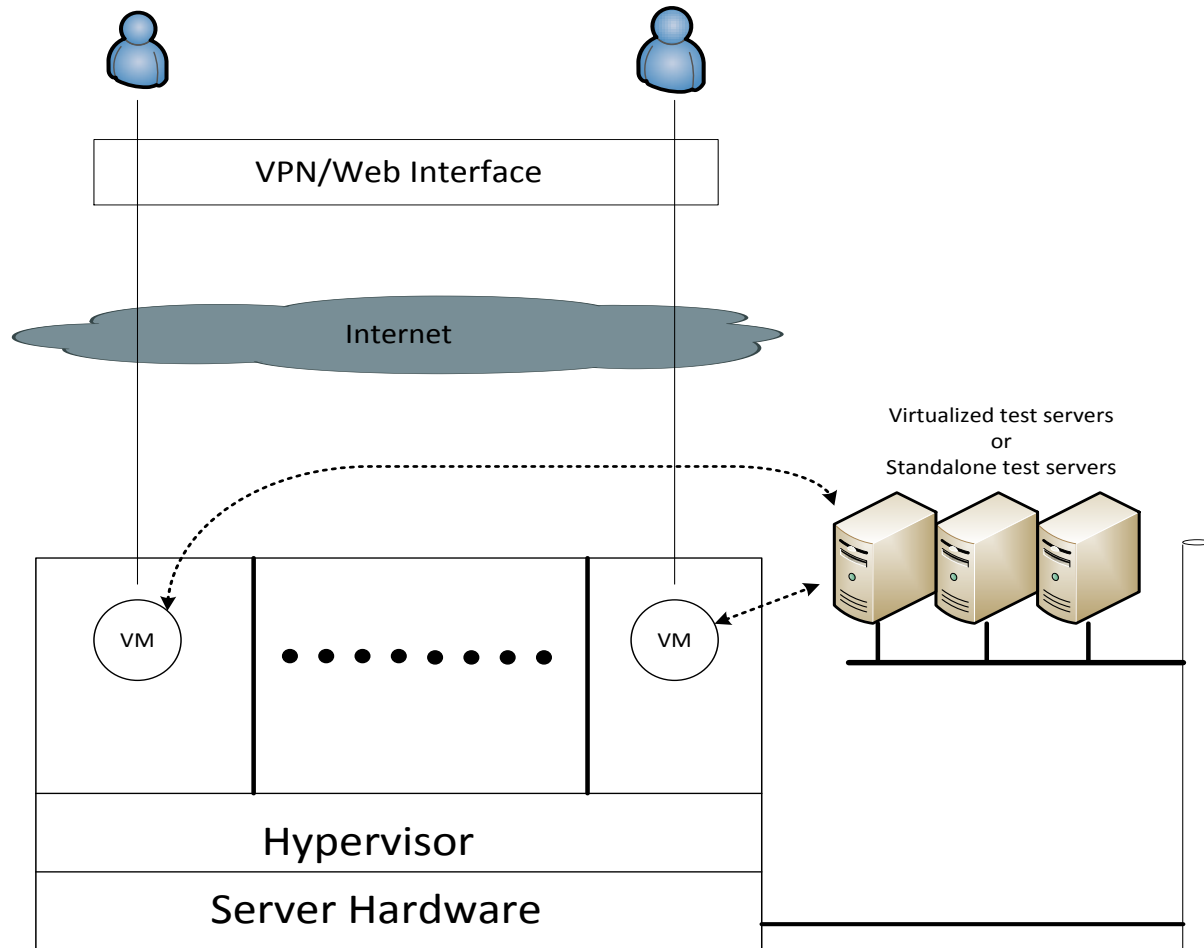 VPN/Web Interface
Internet
Virtualized test servers
or
Standalone test servers
VM
VM
Hypervisor
Server Hardware